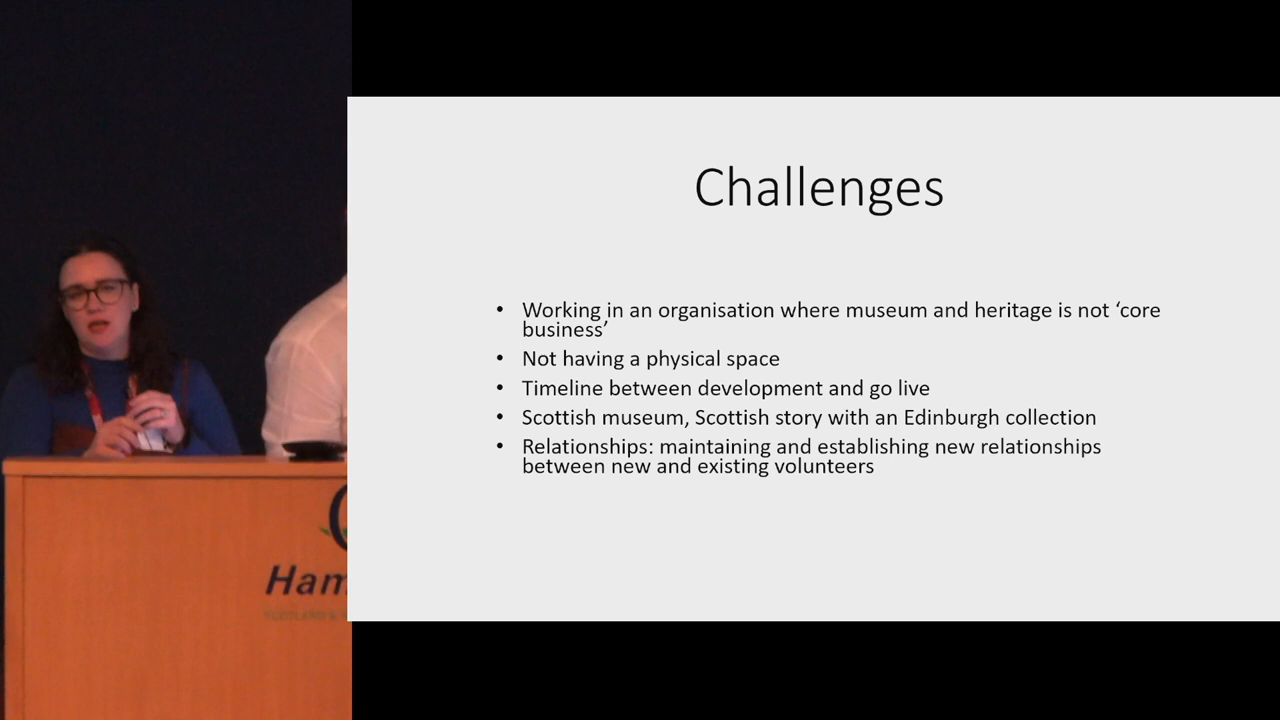 Challenges
• Working in an organisation where museum and heritage is not ‘core
business’
• Not having a physical space
• Timeline between development and go live
• Scottish museum, Scottish story with an Edinburgh collection
• Relationships: maintaining and establishing new relationships
between new and existing volunteers
Ham